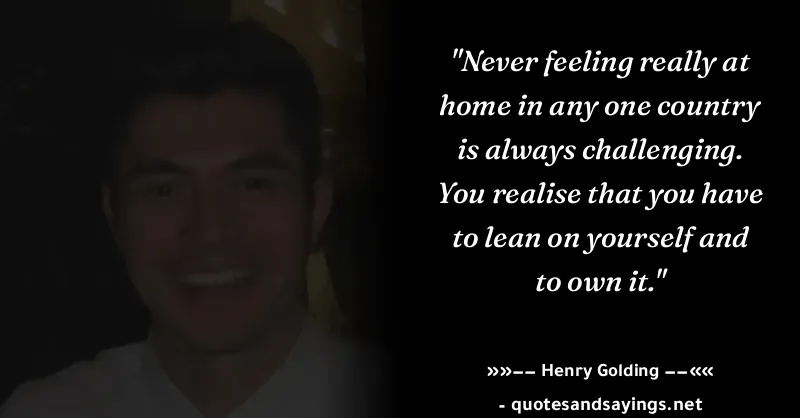 "Never feeling really at
home in any one country
is always challenging.
You realise that you have
to lean on yourself and
to own it."
»»–– Henry Golding ––««
- quotesandsayings.net